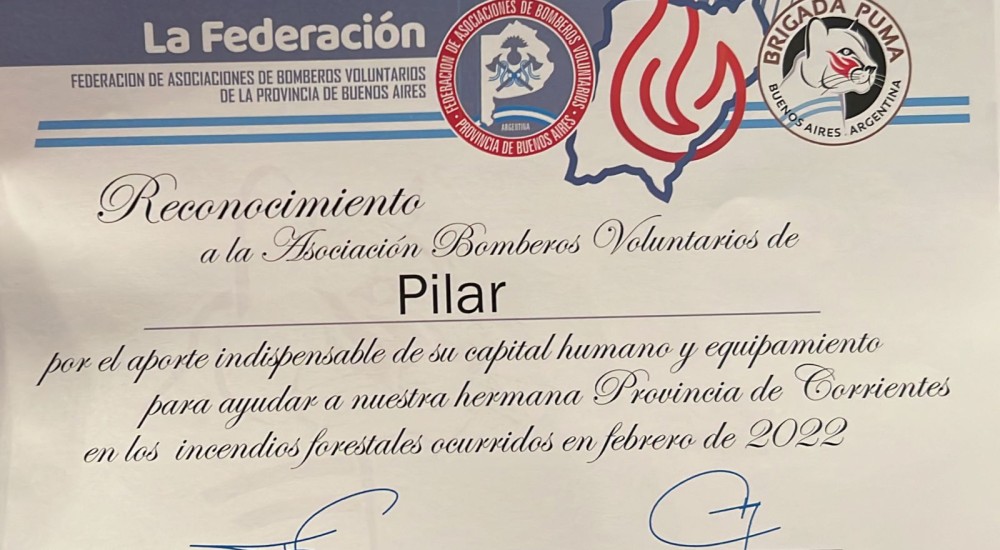 La Federación
FEDERACION DE ASOCIACIONES DE BOMBEROS VOLUNTARIOS
DE LA PROVINCIA DE BUENOS AIRES
FEDERACIÓN DE ASOCIACIONES DE BOMBEROS VOLUNTARIOS
PROVINCIA DE BUENOS AIRES
ARGENTINA
BRIGADA PUMA
BUENOS AIRES . ARGENTINA
Reconocimiento
a la Asociación Bomberos Voluntarios de
Pilar
por el aporte indispensable de su capital humano y equipamiento
para ayudar a nuestra hermana Provincia de Corrientes
en los incendios forestales ocurridos en febrero de 2022